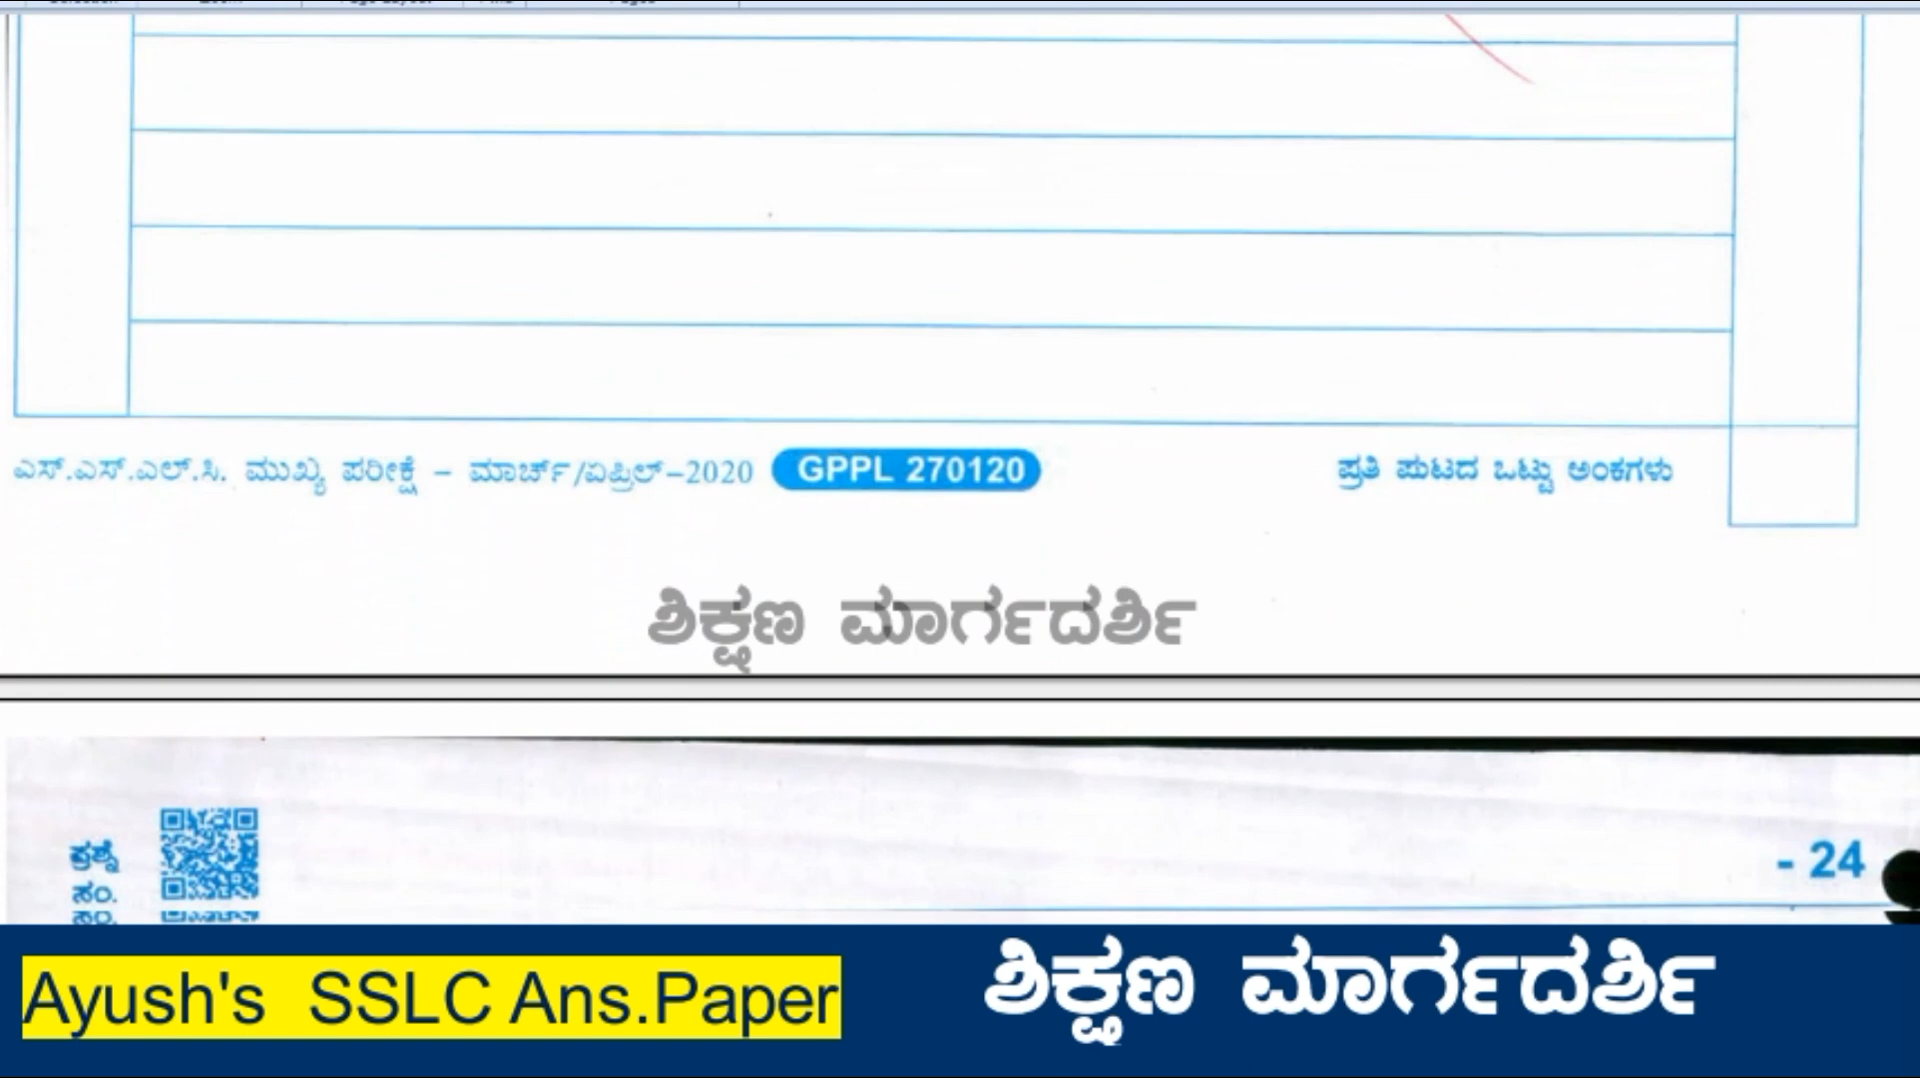 ಎಸ್.ಎಸ್.ಎಲ್.ಸಿ. ಮುಖ್ಯ ಪರೀಕ್ಷೆ – ಮಾರ್ಚ್/ಏಪ್ರಿಲ್–2020 GPPL 270120 ಪ್ರತಿ ಪುಟದ ಒಟ್ಟು ಅಂಕಗಳು
ಶಿಕ್ಷಣ ಮಾರ್ಗದರ್ಶಿ
ಪ್ರಶ್ನೆ
ಸಂ.
- 24
Ayush's SSLC Ans.Paper ಶಿಕ್ಷಣ ಮಾರ್ಗದರ್ಶಿ